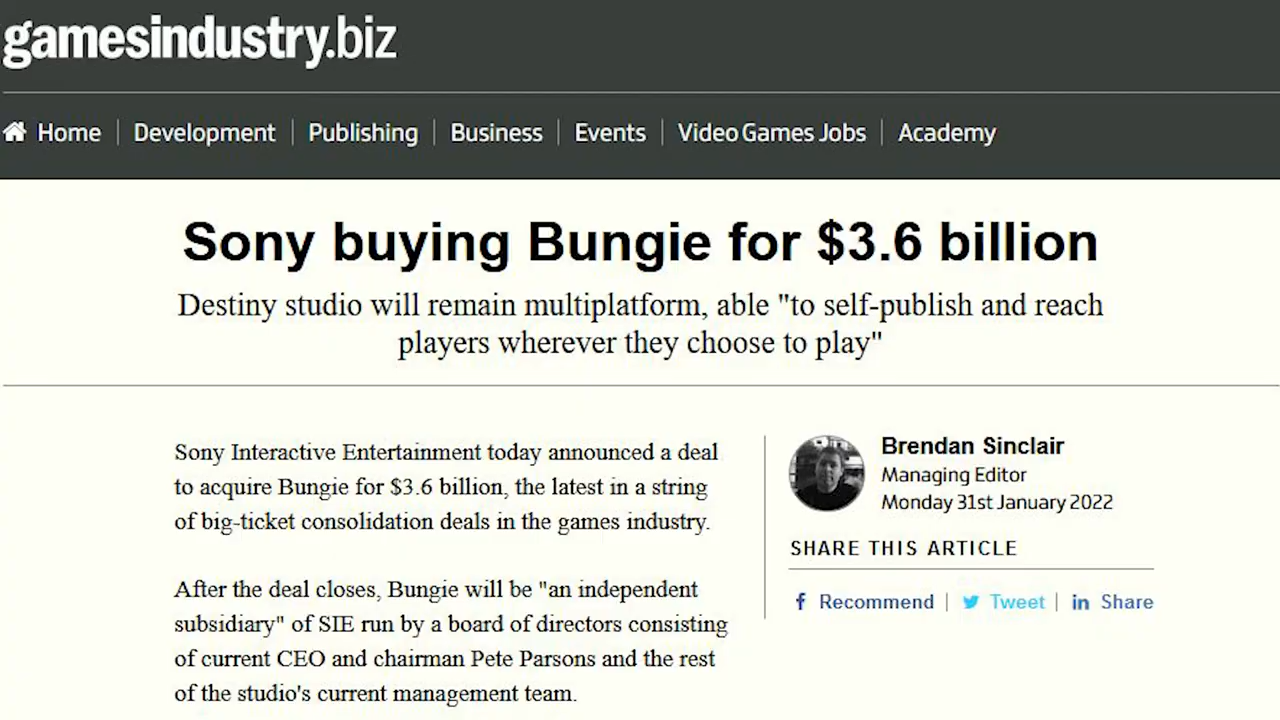 gamesindustry.biz
Home | Development | Publishing | Business | Events | Video Games Jobs | Academy
Sony buying Bungie for $3.6 billion
Destiny studio will remain multiplatform, able "to self-publish and reach
players wherever they choose to play"
Sony Interactive Entertainment today announced a deal
to acquire Bungie for $3.6 billion, the latest in a string
of big-ticket consolidation deals in the games industry.
After the deal closes, Bungie will be "an independent
subsidiary" of SIE run by a board of directors consisting
of current CEO and chairman Pete Parsons and the rest
of the studio's current management team.
Brendan Sinclair
Managing Editor
Monday 31st January 2022
SHARE THIS ARTICLE
Recommend | Tweet | Share